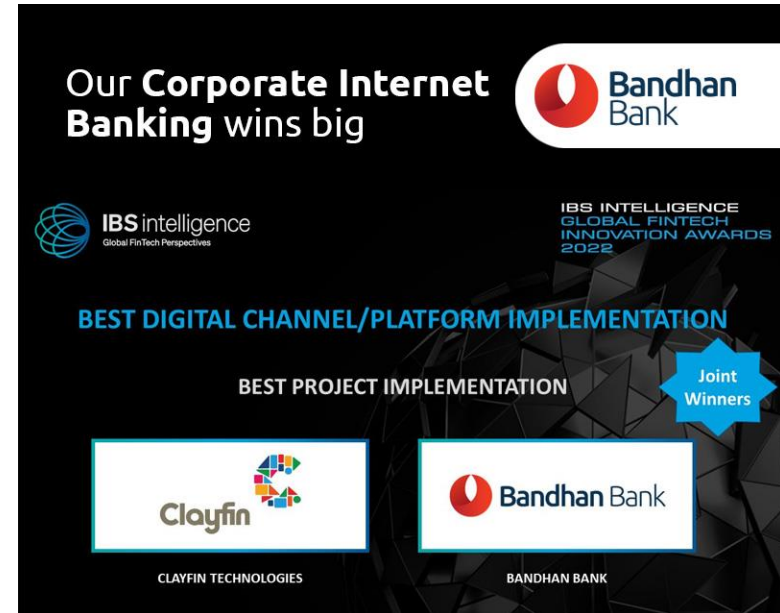 Our Corporate Internet
Banking wins big
Bandhan
Bank
IBS intelligence
Global FinTech Perspectives
IBS INTELLIGENCE
GLOBAL FINTECH
INNOVATION AWARDS
2022
BEST DIGITAL CHANNEL/PLATFORM IMPLEMENTATION
BEST PROJECT IMPLEMENTATION
Joint
Winners
Clayfin
Bandhan Bank
CLAYFIN TECHNOLOGIES
BANDHAN BANK